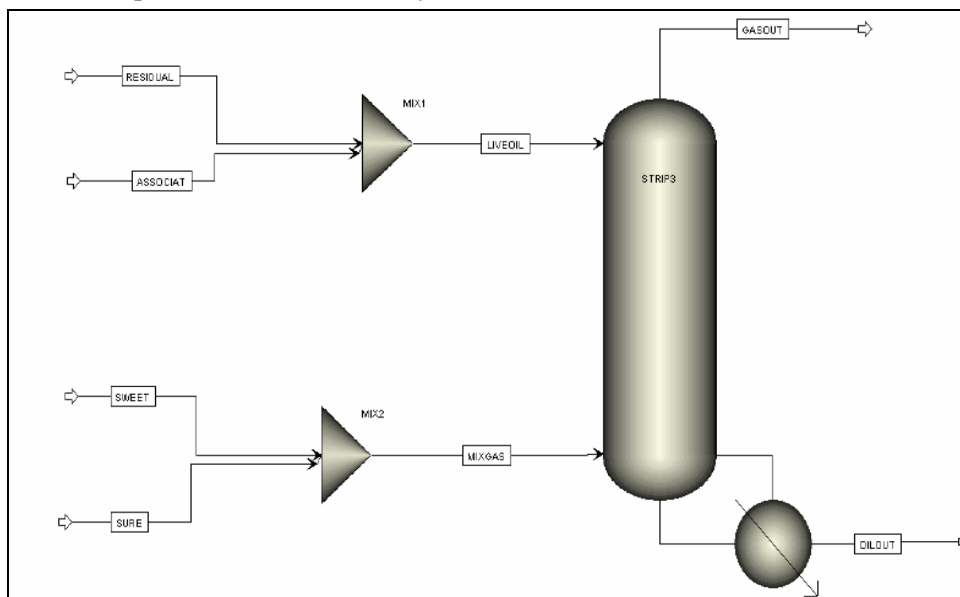 GASOUT
RESIDUAL
MIX1
LIVEOIL
ASSOCIAT
STRIP3
SWEET
MIX2
MIXGAS
SURE
OILOUT